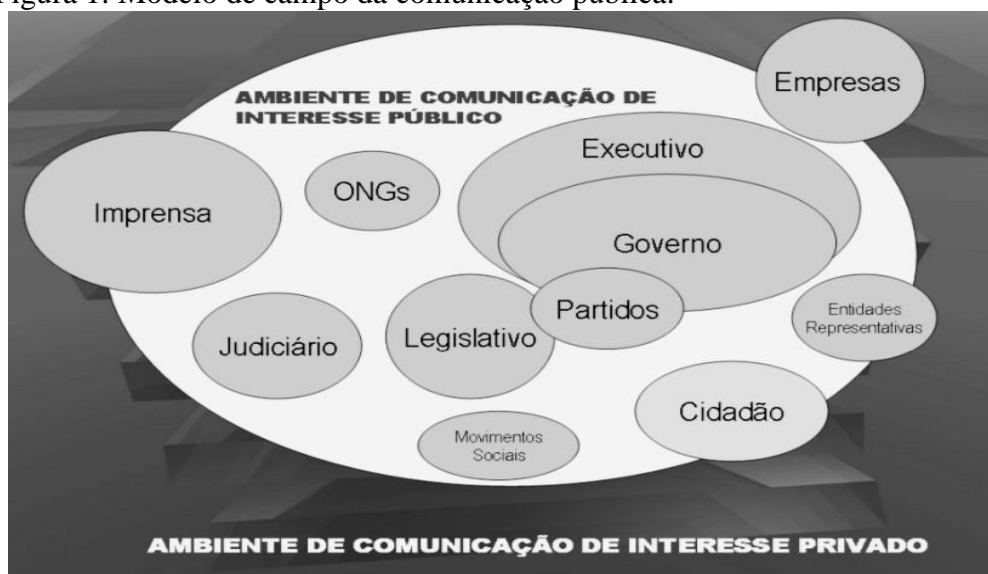 Figura 1: Modelo de campo da comunicação pública.
AMBIENTE DE COMUNICAÇÃO DE
INTERESSE PÚBLICO
Empresas
Executivo
ONGs
Imprensa
Governo
Partidos
Entidades
Representativas
Judiciário
Legislativo
Cidadão
Movimentos
Sociais
AMBIENTE DE COMUNICAÇÃO DE INTERESSE PRIVADO